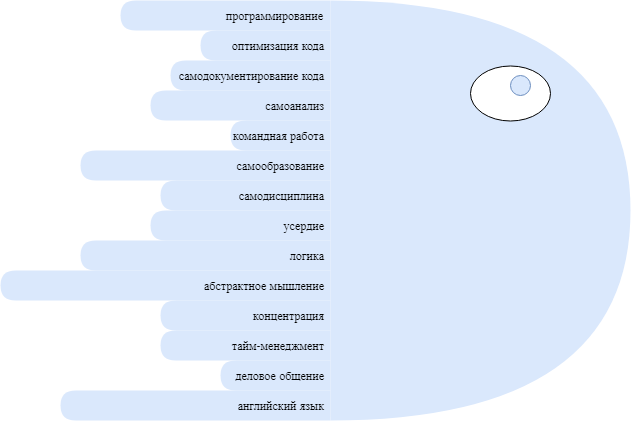 программирование
оптимизация кода
самодокументирование кода
самоанализ
командная работа
самообразование
самодисциплина
усердие
логика
абстрактное мышление
концентрация
тайм-менеджмент
деловое общение
английский язык